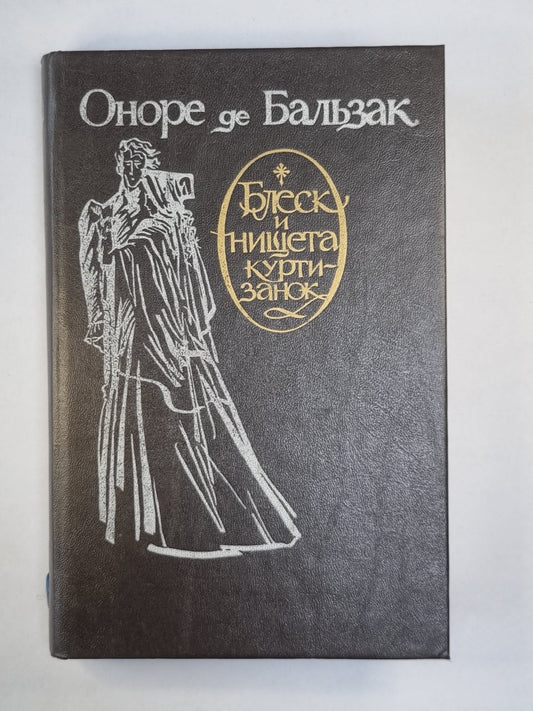 Оноре де Бальзак
Блеск
и
нищета
курти-
занок